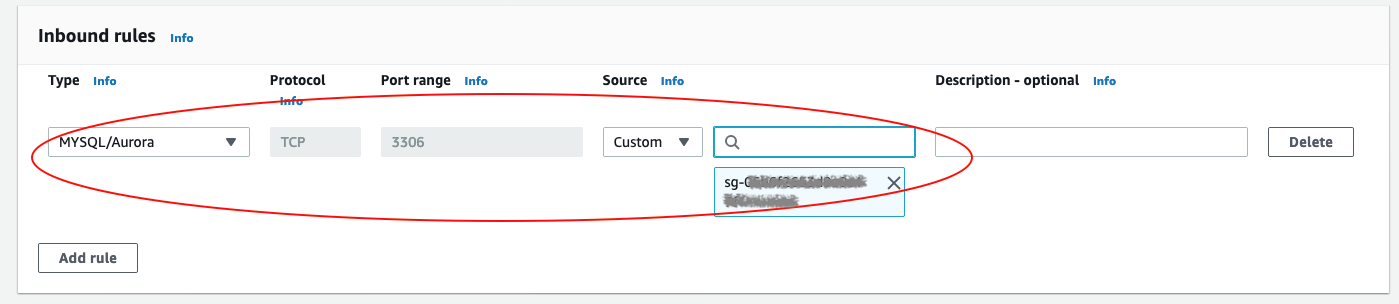 Inbound rules Info
Type Info Protocol Info Port range Info Source Info Description - optional Info
MYSQL/Aurora TCP 3306 Custom Delete
sg-
Add rule